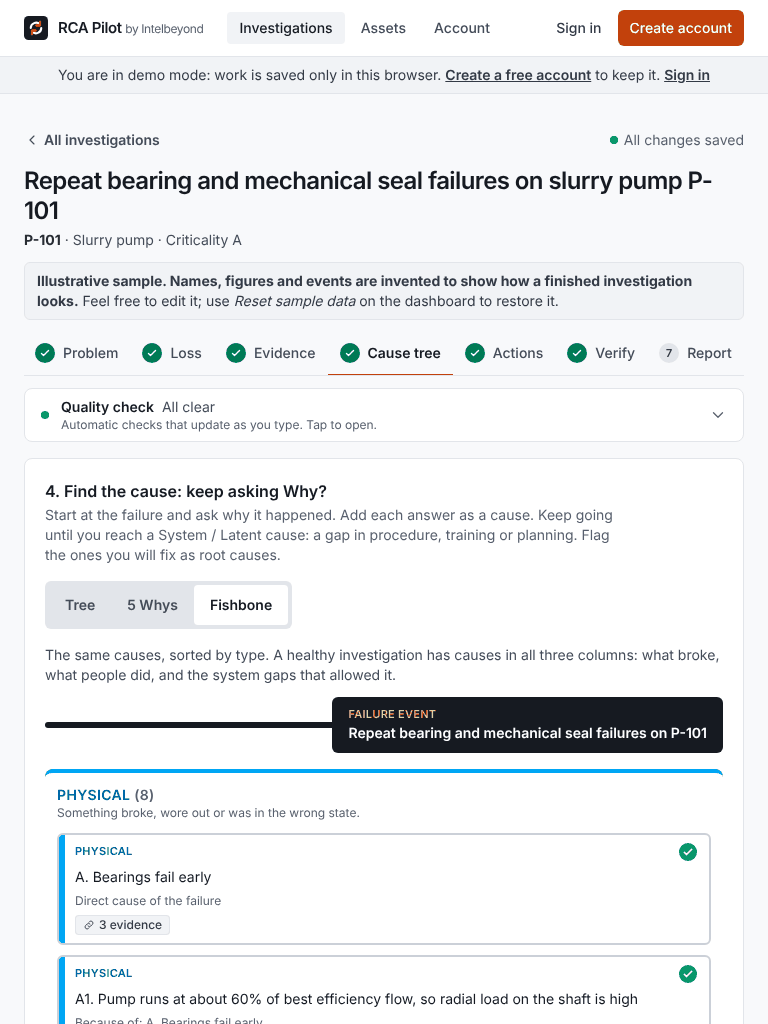 RCA Pilot by Intelbeyond
Investigations
Assets
Account
Sign in
Create account
You are in demo mode: work is saved only in this browser. Create a free account to keep it. Sign in
All investigations
All changes saved
Repeat bearing and mechanical seal failures on slurry pump P-
101
P-101 · Slurry pump · Criticality A
Illustrative sample. Names, figures and events are invented to show how a finished investigation
looks. Feel free to edit it; use Reset sample data on the dashboard to restore it.
Problem
Loss
Evidence
Cause tree
Actions
Verify
7 Report
Quality check All clear
Automatic checks that update as you type. Tap to open.
4. Find the cause: keep asking Why?
Start at the failure and ask why it happened. Add each answer as a cause. Keep going
until you reach a System / Latent cause: a gap in procedure, training or planning. Flag
the ones you will fix as root causes.
Tree
5 Whys
Fishbone
The same causes, sorted by type. A healthy investigation has causes in all three columns: what broke,
what people did, and the system gaps that allowed it.
FAILURE EVENT
Repeat bearing and mechanical seal failures on P-101
PHYSICAL (8)
Something broke, wore out or was in the wrong state.
PHYSICAL
A. Bearings fail early
Direct cause of the failure
3 evidence
PHYSICAL
A1. Pump runs at about 60% of best efficiency flow, so radial load on the shaft is high
Because of: A. Bearings fail early